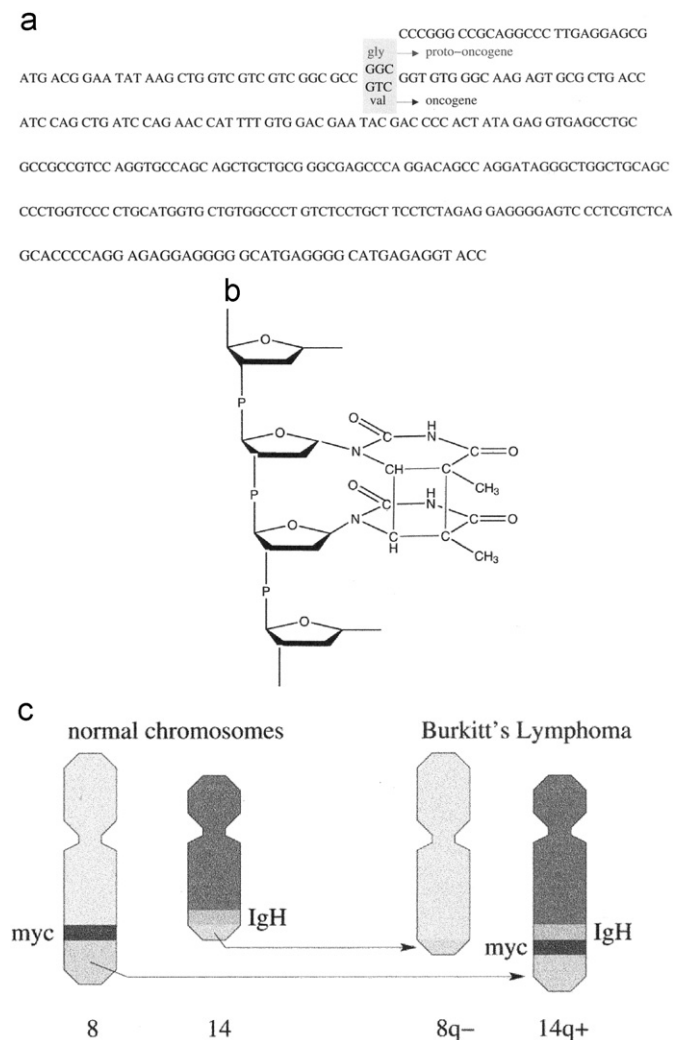 a
CCCGGG CCGCAGGCCC TTGAGGAGCG
gly → proto-oncogene
ATG ACG GAA TAT AAG CTG GTC GTC GTC GGC GCC GGC GGT GTG GGC AAG AGT GCG CTG ACC
GTC
val → oncogene
ATC CAG CTGATC CAG AAC CAT TTT GTG GAC GAA TAC GAC CCC ACT ATA GAG GTGAGCCTGC
GCCGCCGTCC AGGTGCCAGC AGCTGCTGCG GGCGAGCCCA GGACAGCC AGGATAGGGCTGGCTGCAGC
CCCTGGTCCC CTGCATGGTG CTGTGGCCCT GTCTCCTGCT TCCTCTAGAG GAGGGGAGTC CCTCGTCTCA
GCACCCCAGG AGAGGAGGGG GCATGAGGGG CATGAGAGGT ACC
b
O
P
O O C H N C O
N
CH C
P CH3
O C H N C O
O N
C C
H CH3
P
O
c
normal chromosomes Burkitt's Lymphoma
myc IgH myc IgH
8 14 8q− 14q+